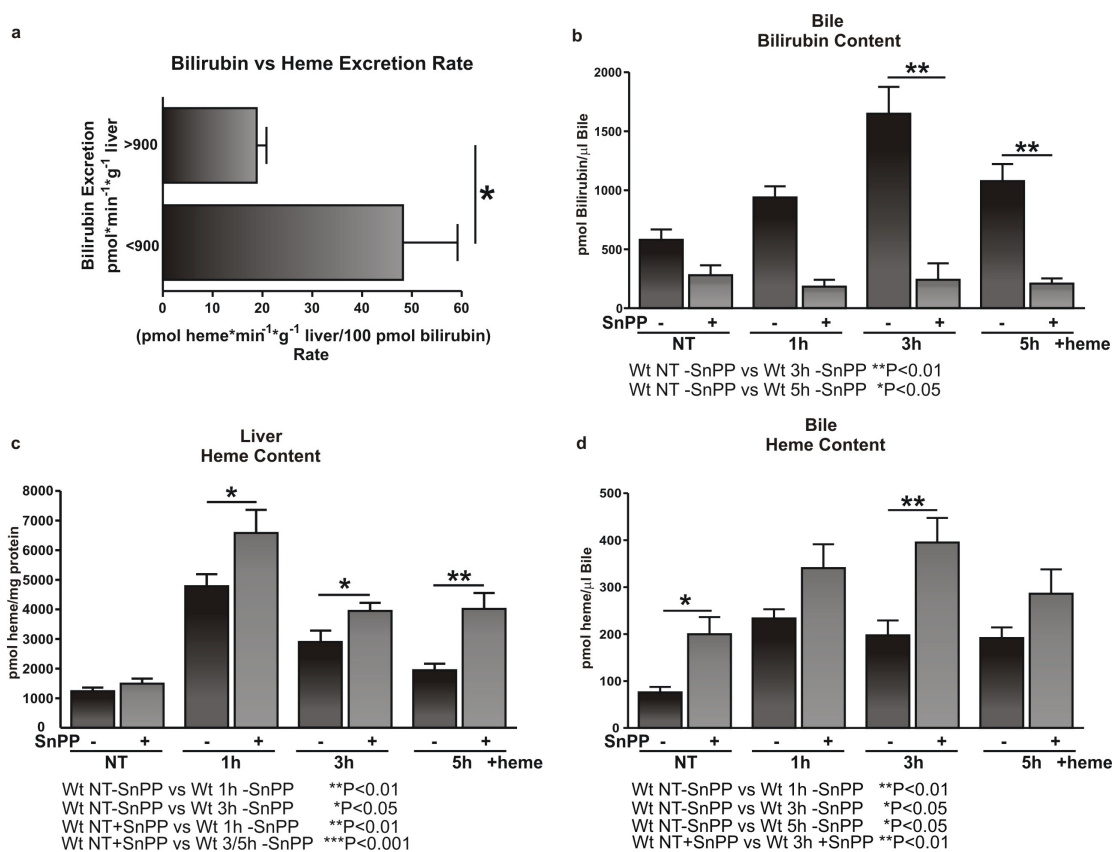 a
Bilirubin vs Heme Excretion Rate
Bilirubin Excretion
pmol*min-1*g-1 liver
>900
<900
*
0 10 20 30 40 50 60
(pmol heme*min-1*g-1 liver/100 pmol bilirubin)
Rate
b
Bile
Bilirubin Content
pmol Bilirubin/µl Bile
2000
1500
1000
500
0
** **
SnPP - + - + - + - +
NT 1h 3h 5h +heme
Wt NT -SnPP vs Wt 3h -SnPP **P<0.01
Wt NT -SnPP vs Wt 5h -SnPP *P<0.05
c
Liver
Heme Content
pmol heme/mg protein
8000
7000
6000
5000
4000
3000
2000
1000
0
* * **
SnPP - + - + - + - +
NT 1h 3h 5h +heme
Wt NT-SnPP vs Wt 1h -SnPP **P<0.01
Wt NT-SnPP vs Wt 3h -SnPP *P<0.05
Wt NT+SnPP vs Wt 1h -SnPP **P<0.01
Wt NT+SnPP vs Wt 3/5h -SnPP ***P<0.001
d
Bile
Heme Content
pmol heme/µl Bile
500
400
300
200
100
0
* **
SnPP - + - + - + - +
NT 1h 3h 5h +heme
Wt NT-SnPP vs Wt 1h -SnPP **P<0.01
Wt NT-SnPP vs Wt 3h -SnPP *P<0.05
Wt NT-SnPP vs Wt 5h -SnPP *P<0.05
Wt NT+SnPP vs Wt 3h +SnPP **P<0.01